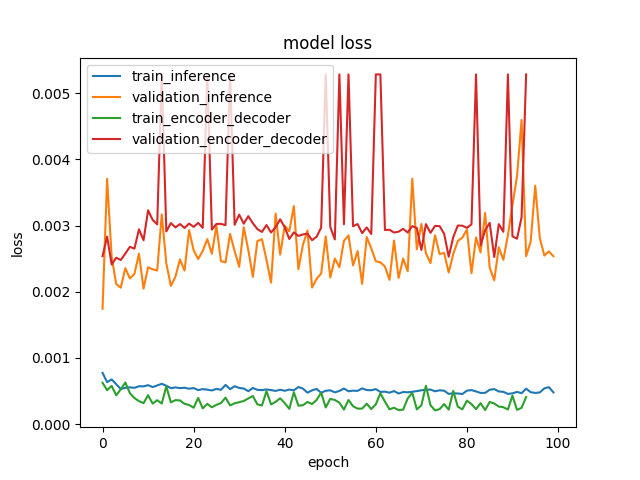 model loss
train_inference
validation_inference
train_encoder_decoder
validation_encoder_decoder
0.005
0.004
0.003
0.002
0.001
0.000
loss
0 20 40 60 80 100
epoch